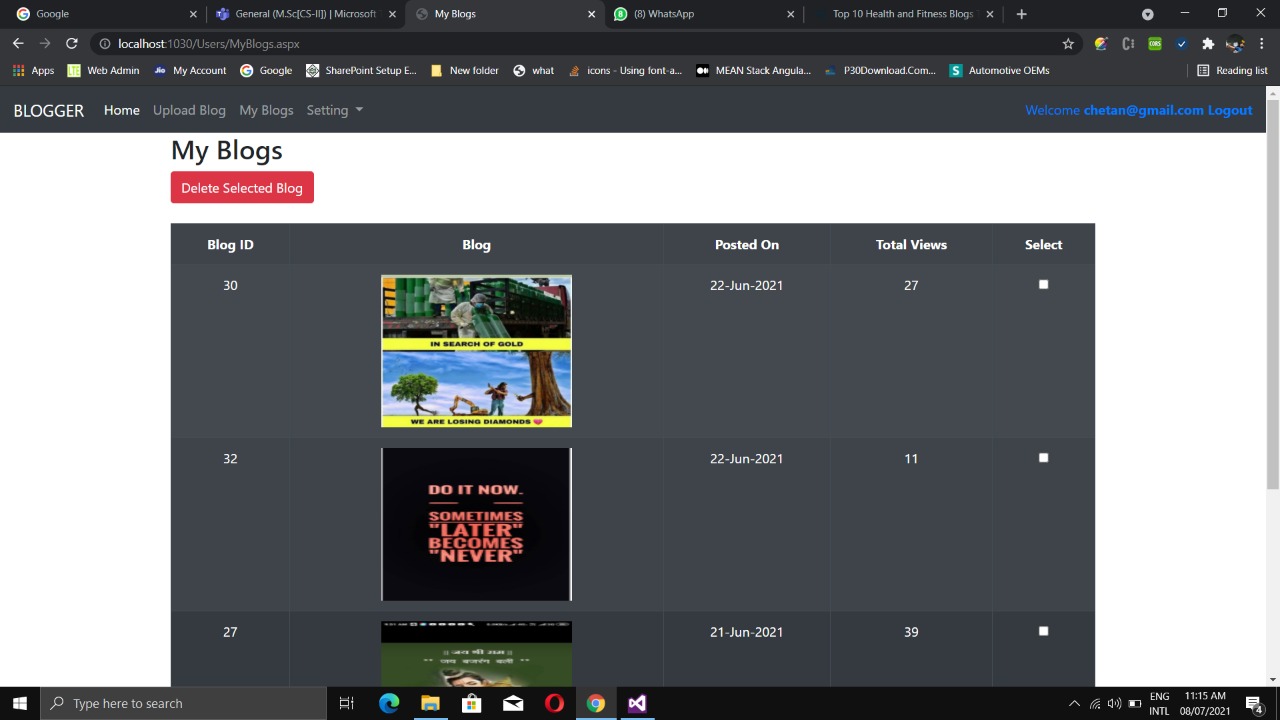 Google
General (M.Sc[CS-II]) | Microsoft
My Blogs
(8) WhatsApp
Top 10 Health and Fitness Blogs
localhost:1030/Users/MyBlogs.aspx
Apps
Web Admin
My Account
Google
SharePoint Setup E...
New folder
what
icons - Using font-a...
MEAN Stack Angula...
P30Download.Com...
Automotive OEMs
Reading list
BLOGGER
Home
Upload Blog
My Blogs
Setting
Welcome chetan@gmail.com Logout
My Blogs
Delete Selected Blog
Blog ID Blog Posted On Total Views Select
30 22-Jun-2021 27
IN SEARCH OF GOLD
WE ARE LOSING DIAMONDS
32 22-Jun-2021 11
DO IT NOW.
SOMETIMES
"LATER"
BECOMES
"NEVER"
27 21-Jun-2021 39
|| जय श्री राम ||
** जय बजरंग बली **
Type here to search
ENG
INTL
11:15 AM
08/07/2021
4